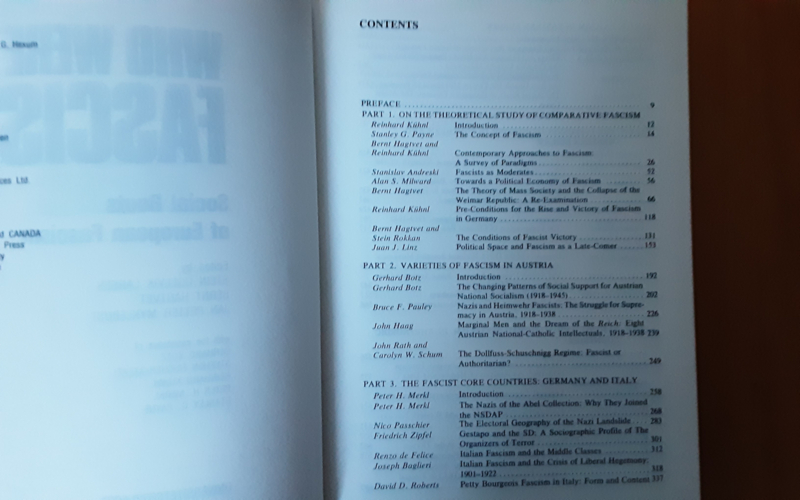 G. Nesum
ces Ltd.
CANADA
Press
CONTENTS
PREFACE 9
PART 1. ON THE THEORETICAL STUDY OF COMPARATIVE FASCISM
Reinhard Kühnl Introduction 12
Stanley G. Payne The Concept of Fascism 14
Bernt Hagtvet and
Reinhard Kühnl Contemporary Approaches to Fascism:
A Survey of Paradigms 26
Stanislav Andreski Fascists as Moderates 52
Alan S. Milward Towards a Political Economy of Fascism 56
Bernt Hagtvet The Theory of Mass Society and the Collapse of the
Weimar Republic: A Re-Examination 66
Reinhard Kühnl Pre-Conditions for the Rise and Victory of Fascism
in Germany 118
Bernt Hagtvet and
Stein Rokkan The Conditions of Fascist Victory 131
Juan J. Linz Political Space and Fascism as a Late-Comer 153
PART 2. VARIETIES OF FASCISM IN AUSTRIA
Gerhard Botz Introduction 192
Gerhard Botz The Changing Patterns of Social Support for Austrian
National Socialism (1918–1945) 202
Bruce F. Pauley Nazis and Heimwehr Fascists: The Struggle for Supre-
macy in Austria, 1918–1938 226
John Haag Marginal Men and the Dream of the Reich: Eight
Austrian National-Catholic Intellectuals, 1918–1938 239
John Rath and
Carolyn W. Schum The Dollfuss-Schuschnigg Regime: Fascist or
Authoritarian? 249
PART 3. THE FASCIST CORE COUNTRIES: GERMANY AND ITALY
Peter H. Merkl Introduction 258
Peter H. Merkl The Nazis of the Abel Collection: Why They Joined
the NSDAP 268
Nico Passchier The Electoral Geography of the Nazi Landslide 283
Friedrich Zipfel Gestapo and the SD: A Sociographic Profile of The
Organizers of Terror 301
Renzo de Felice Italian Fascism and the Middle Classes 312
Joseph Baglieri Italian Fascism and the Crisis of Liberal Hegemony:
1901–1922 318
David D. Roberts Petty Bourgeois Fascism in Italy: Form and Content 337